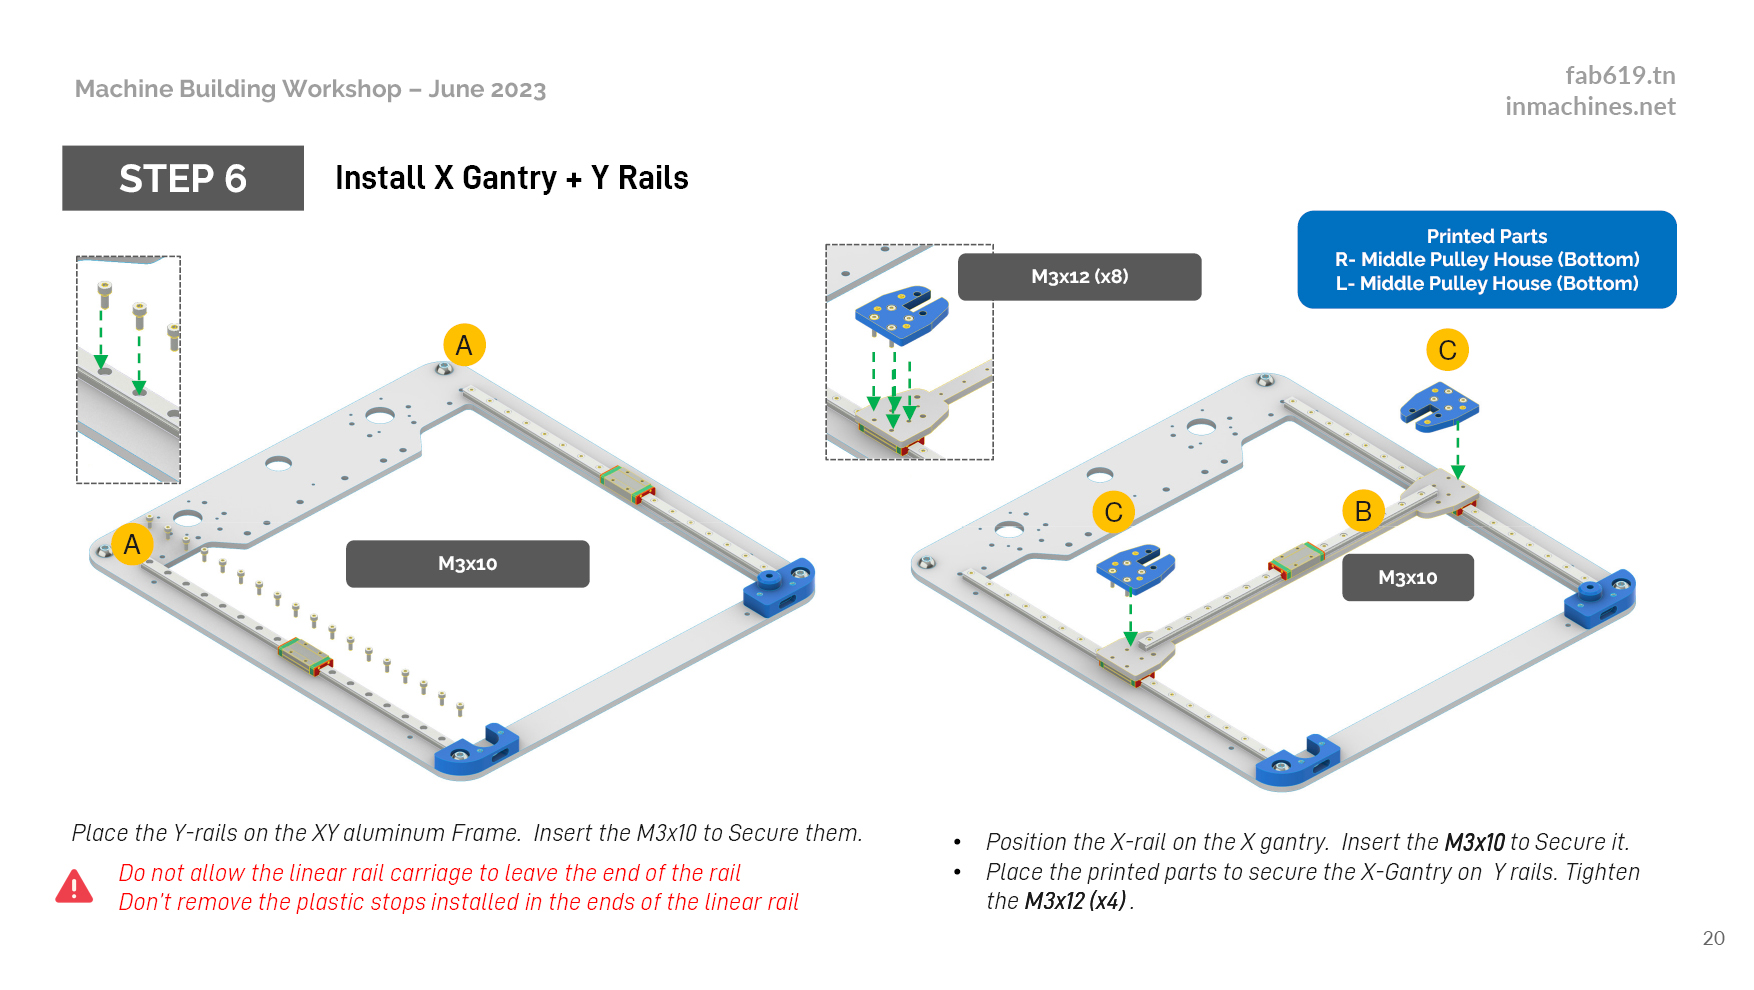 Machine Building Workshop – June 2023
fab619.tn
inmachines.net
STEP 6
Install X Gantry + Y Rails
Printed Parts
R- Middle Pulley House (Bottom)
L- Middle Pulley House (Bottom)
M3x12 (x8)
A
A
M3x10
C
C
B
M3x10
Place the Y-rails on the XY aluminum Frame.  Insert the M3x10 to Secure them.
Do not allow the linear rail carriage to leave the end of the rail
Don't remove the plastic stops installed in the ends of the linear rail
• Position the X-rail on the X gantry.  Insert the M3x10 to Secure it.
• Place the printed parts to secure the X-Gantry on  Y rails. Tighten
the M3x12 (x4) .
20